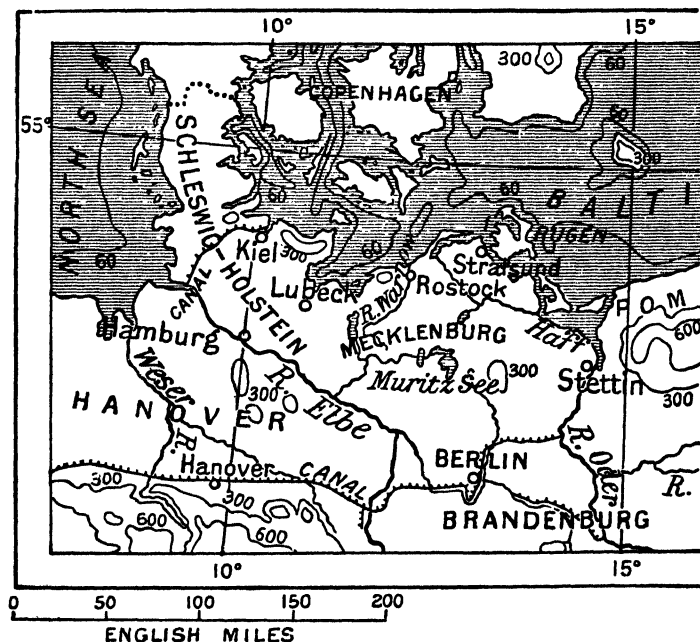 10° 15°
300 60
COPENHAGEN
55° 60
300
NORTH SEA
SCHLESWIG-HOLSTEIN
60 60
BALTI
RÜGEN
Kiel 300 60
60
Stralsund
CANAL Lubeck R. Warnow Rostock
POM
Hamburg MECKLENBURG Haff 600
Weser R. 300 R. Elbe Muritz See 300 Stettin 300
HANOVER
R. Oder
Hanover CANAL BERLIN R.
300 300
600 600 BRANDENBURG
10° 15°
0 50 100 150 200
ENGLISH MILES